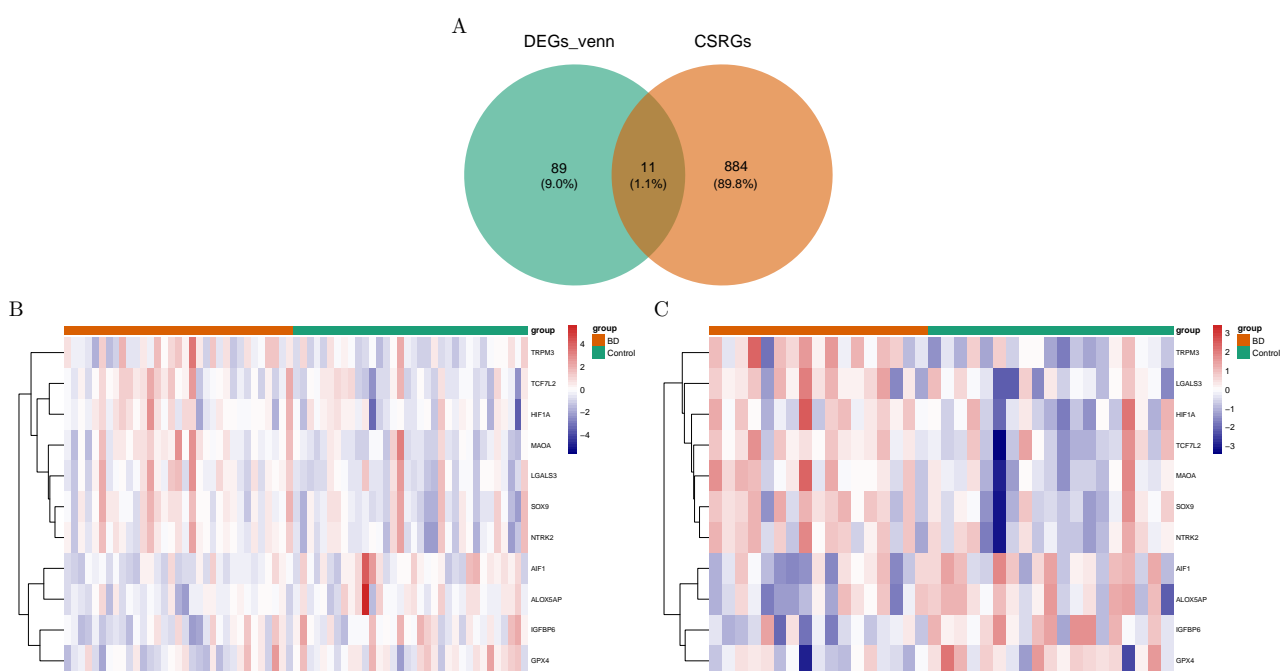 A
DEGs_venn CSRGs
89 11 884
(9.0%) (1.1%) (89.8%)
B
group group
BD
Control
4
2
0
−2
−4
TRPM3
TCF7L2
HIF1A
MAOA
LGALS3
SOX9
NTRK2
AIF1
ALOX5AP
IGFBP6
GPX4
C
group group
BD
Control
3
2
1
0
−1
−2
−3
TRPM3
LGALS3
HIF1A
TCF7L2
MAOA
SOX9
NTRK2
AIF1
ALOX5AP
IGFBP6
GPX4